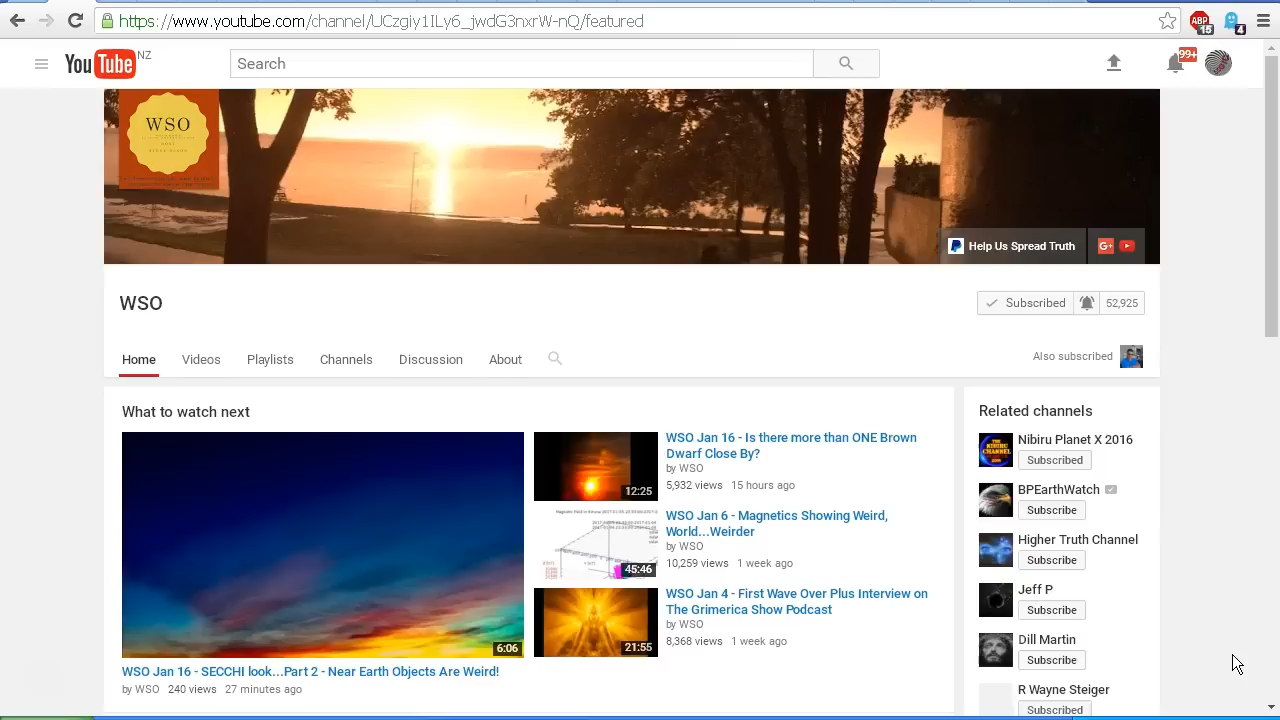 https://www.youtube.com/channel/UCzgiy1ILy6_jwdG3nxrW-nQ/featured
ABP
15
4
YouTube NZ
Search
99+
WSO
Help Us Spread Truth
G+
WSO
Subscribed
52,925
Home
Videos
Playlists
Channels
Discussion
About
Also subscribed
What to watch next
6:06
WSO Jan 16 - SECCHI look...Part 2 - Near Earth Objects Are Weird!
by WSO 240 views 27 minutes ago
12:25
WSO Jan 16 - Is there more than ONE Brown
Dwarf Close By?
by WSO
5,932 views 15 hours ago
45:46
WSO Jan 6 - Magnetics Showing Weird,
World...Weirder
by WSO
10,259 views 1 week ago
21:55
WSO Jan 4 - First Wave Over Plus Interview on
The Grimerica Show Podcast
by WSO
8,368 views 1 week ago
Related channels
Nibiru Planet X 2016
Subscribed
BPEarthWatch
Subscribe
Higher Truth Channel
Subscribe
Jeff P
Subscribe
Dill Martin
Subscribe
R Wayne Steiger
Subscribed